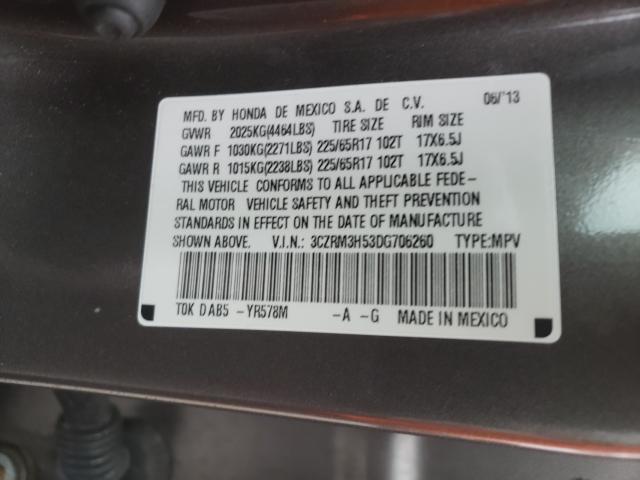 MFD. BY HONDA DE MEXICO S.A. DE C.V. 06/'13
GVWR 2025KG(4464LBS) TIRE SIZE RIM SIZE
GAWR F 1030KG(2271LBS) 225/65R17 102T 17X6.5J
GAWR R 1015KG(2238LBS) 225/65R17 102T 17X6.5J
THIS VEHICLE CONFORMS TO ALL APPLICABLE FEDE-
RAL MOTOR VEHICLE SAFETY AND THEFT PREVENTION
STANDARDS IN EFFECT ON THE DATE OF MANUFACTURE
SHOWN ABOVE. V.I.N.: 3CZRM3H53DG706260 TYPE:MPV
TDK D AB5 -YR578M -A -G MADE IN MEXICO